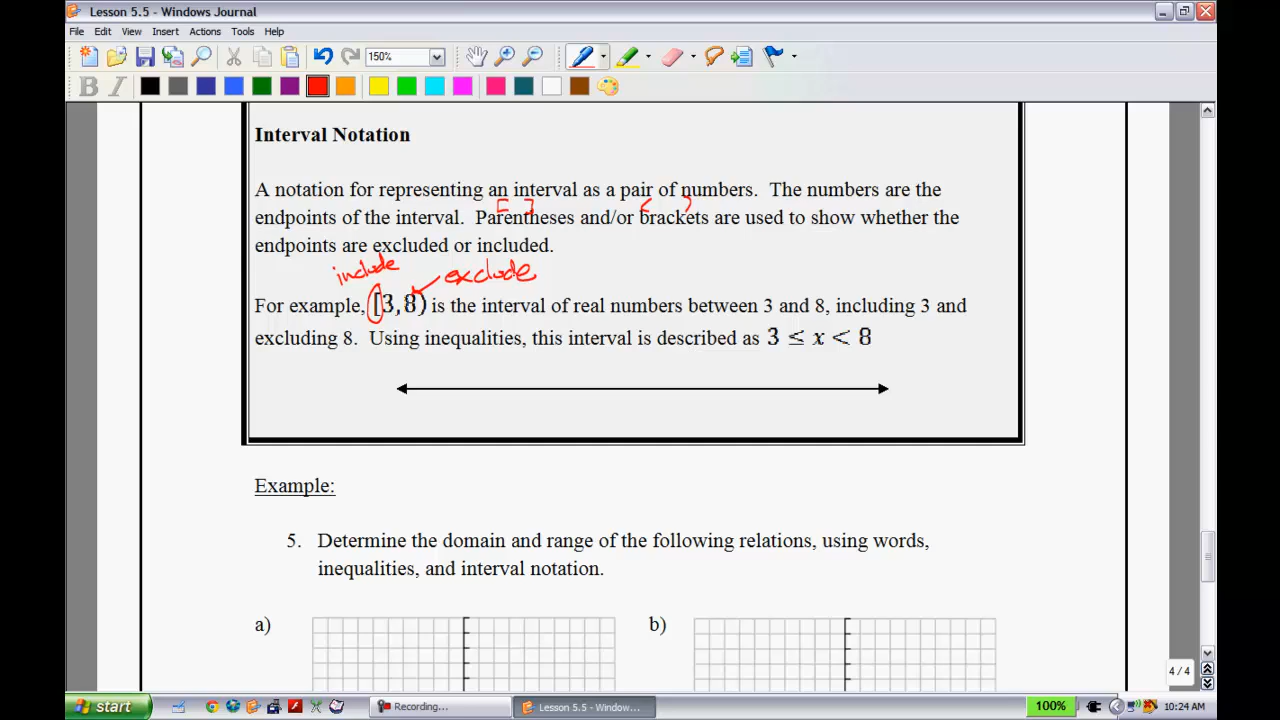 Lesson 5.5 - Windows Journal
File Edit View Insert Actions Tools Help
150%
B I
Interval Notation
A notation for representing an interval as a pair of numbers. The numbers are the
[ ] ( )
endpoints of the interval. Parentheses and/or brackets are used to show whether the
endpoints are excluded or included.
include exclude
For example, [3,8) is the interval of real numbers between 3 and 8, including 3 and
excluding 8. Using inequalities, this interval is described as 3 ≤ x < 8
Example:
5. Determine the domain and range of the following relations, using words,
inequalities, and interval notation.
a) b)
4/4
start Recording... Lesson 5.5 - Window... 100% 10:24 AM